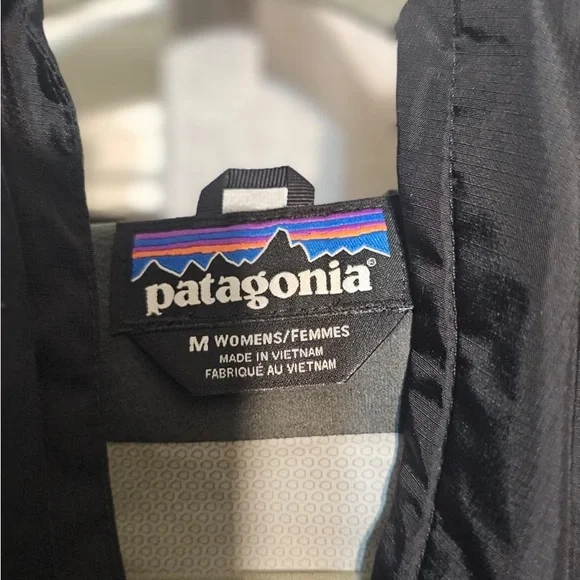 patagonia®
M WOMENS/FEMMES
MADE IN VIETNAM
FABRIQUÉ AU VIETNAM